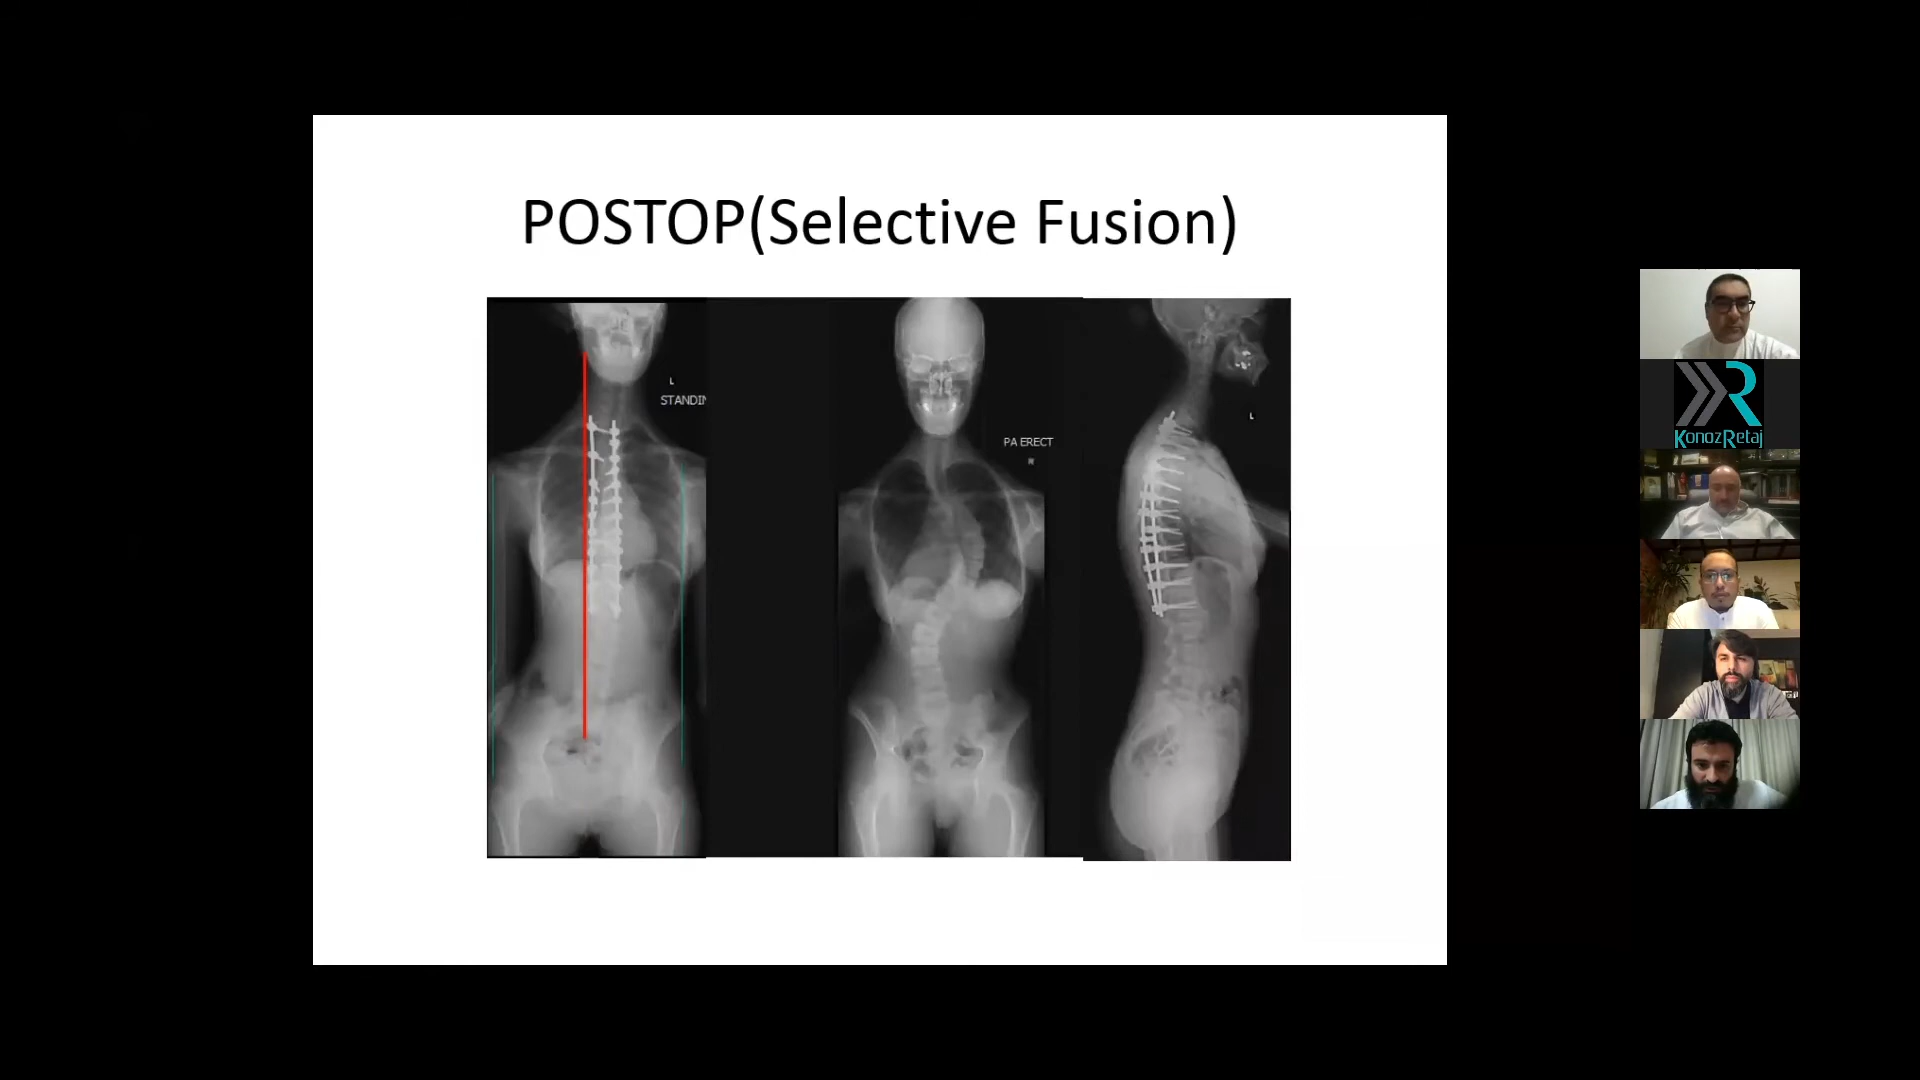 POSTOP(Selective Fusion)
L
STANDIN
PA ERECT
R
L
KonozRetaj